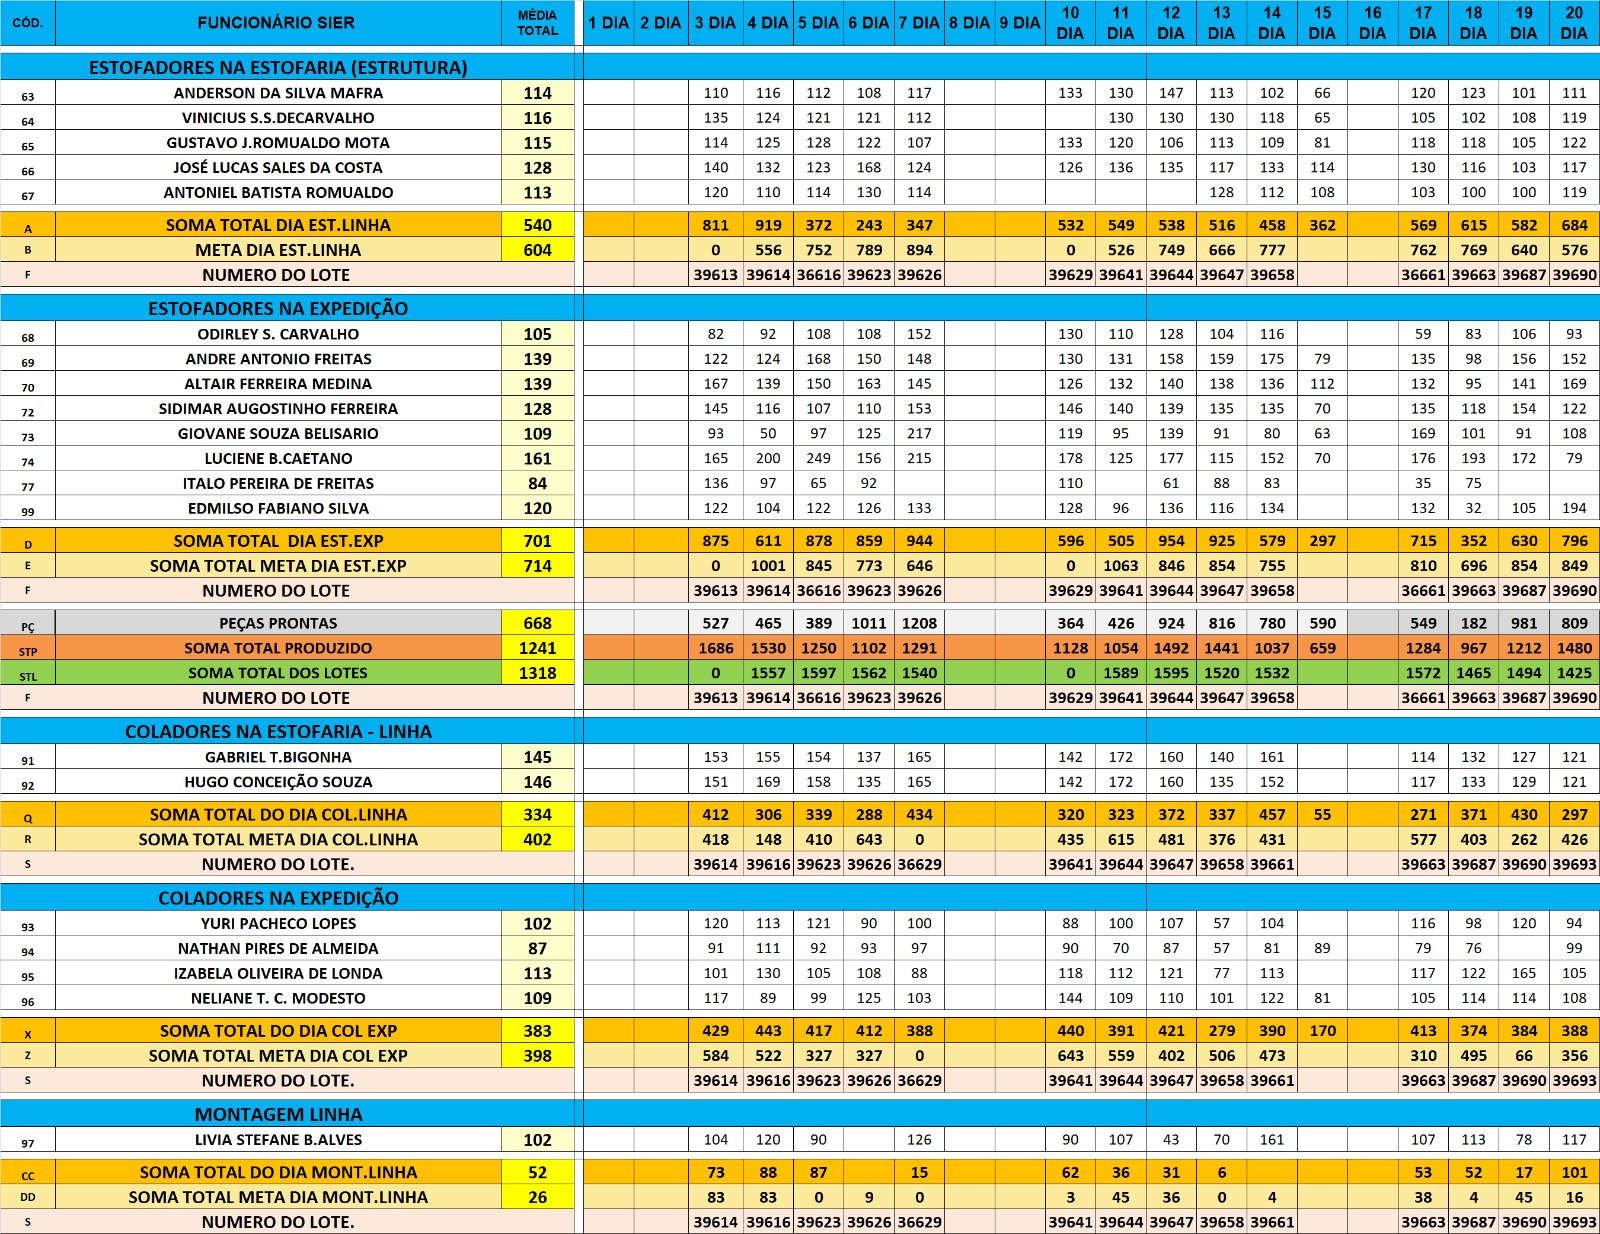 CÓD. FUNCIONÁRIO SIER MÉDIA TOTAL 1 DIA 2 DIA 3 DIA 4 DIA 5 DIA 6 DIA 7 DIA 8 DIA 9 DIA 10 DIA 11 DIA 12 DIA 13 DIA 14 DIA 15 DIA 16 DIA 17 DIA 18 DIA 19 DIA 20 DIA
ESTOFADORES NA ESTOFARIA (ESTRUTURA)
63 ANDERSON DA SILVA MAFRA 114 110 116 112 108 117 133 130 147 113 102 66 120 123 101 111
64 VINICIUS S.S.DECARVALHO 116 135 124 121 121 112 130 130 130 118 65 105 102 108 119
65 GUSTAVO J.ROMUALDO MOTA 115 114 125 128 122 107 133 120 106 113 109 81 118 118 105 122
66 JOSÉ LUCAS SALES DA COSTA 128 140 132 123 168 124 126 136 135 117 133 114 130 116 103 117
67 ANTONIEL BATISTA ROMUALDO 113 120 110 114 130 114 128 112 108 103 100 100 119
A SOMA TOTAL DIA EST.LINHA 540 811 919 372 243 347 532 549 538 516 458 362 569 615 582 684
B META DIA EST.LINHA 604 0 556 752 789 894 0 526 749 666 777 762 769 640 576
F NUMERO DO LOTE 39613 39614 36616 39623 39626 39629 39641 39644 39647 39658 36661 39663 39687 39690
ESTOFADORES NA EXPEDIÇÃO
68 ODIRLEY S. CARVALHO 105 82 92 108 108 152 130 110 128 104 116 59 83 106 93
69 ANDRE ANTONIO FREITAS 139 122 124 168 150 148 130 131 158 159 175 79 135 98 156 152
70 ALTAIR FERREIRA MEDINA 139 167 139 150 163 145 126 132 140 138 136 112 132 95 141 169
72 SIDIMAR AUGOSTINHO FERREIRA 128 145 116 107 110 153 146 140 139 135 135 70 135 118 154 122
73 GIOVANE SOUZA BELISARIO 109 93 50 97 125 217 119 95 139 91 80 63 169 101 91 108
74 LUCIENE B.CAETANO 161 165 200 249 156 215 178 125 177 115 152 70 176 193 172 79
77 ITALO PEREIRA DE FREITAS 84 136 97 65 92 110 61 88 83 35 75
99 EDMILSO FABIANO SILVA 120 122 104 122 126 133 128 96 136 116 134 132 32 105 194
D SOMA TOTAL DIA EST.EXP 701 875 611 878 859 944 596 505 954 925 579 297 715 352 630 796
E SOMA TOTAL META DIA EST.EXP 714 0 1001 845 773 646 0 1063 846 854 755 810 696 854 849
F NUMERO DO LOTE 39613 39614 36616 39623 39626 39629 39641 39644 39647 39658 36661 39663 39687 39690
PÇ PEÇAS PRONTAS 668 527 465 389 1011 1208 364 426 924 816 780 590 549 182 981 809
STP SOMA TOTAL PRODUZIDO 1241 1686 1530 1250 1102 1291 1128 1054 1492 1441 1037 659 1284 967 1212 1480
STL SOMA TOTAL DOS LOTES 1318 0 1557 1597 1562 1540 0 1589 1595 1520 1532 1572 1465 1494 1425
F NUMERO DO LOTE 39613 39614 36616 39623 39626 39629 39641 39644 39647 39658 36661 39663 39687 39690
COLADORES NA ESTOFARIA - LINHA
91 GABRIEL T.BIGONHA 145 153 155 154 137 165 142 172 160 140 161 114 132 127 121
92 HUGO CONCEIÇÃO SOUZA 146 151 169 158 135 165 142 172 160 135 152 117 133 129 121
Q SOMA TOTAL DO DIA COL.LINHA 334 412 306 339 288 434 320 323 372 337 457 55 271 371 430 297
R SOMA TOTAL META DIA COL.LINHA 402 418 148 410 643 0 435 615 481 376 431 577 403 262 426
S NUMERO DO LOTE. 39614 39616 39623 39626 36629 39641 39644 39647 39658 39661 39663 39687 39690 39693
COLADORES NA EXPEDIÇÃO
93 YURI PACHECO LOPES 102 120 113 121 90 100 88 100 107 57 104 116 98 120 94
94 NATHAN PIRES DE ALMEIDA 87 91 111 92 93 97 90 70 87 57 81 89 79 76 99
95 IZABELA OLIVEIRA DE LONDA 113 101 130 105 108 88 118 112 121 77 113 117 122 165 105
96 NELIANE T. C. MODESTO 109 117 89 99 125 103 144 109 110 101 122 81 105 114 114 108
X SOMA TOTAL DO DIA COL EXP 383 429 443 417 412 388 440 391 421 279 390 170 413 374 384 388
Z SOMA TOTAL META DIA COL EXP 398 584 522 327 327 0 643 559 402 506 473 310 495 66 356
S NUMERO DO LOTE. 39614 39616 39623 39626 36629 39641 39644 39647 39658 39661 39663 39687 39690 39693
MONTAGEM LINHA
97 LIVIA STEFANE B.ALVES 102 104 120 90 126 90 107 43 70 161 107 113 78 117
CC SOMA TOTAL DO DIA MONT.LINHA 52 73 88 87 15 62 36 31 6 53 52 17 101
DD SOMA TOTAL META DIA MONT.LINHA 26 83 83 0 9 0 3 45 36 0 4 38 4 45 16
S NUMERO DO LOTE. 39614 39616 39623 39626 36629 39641 39644 39647 39658 39661 39663 39687 39690 39693